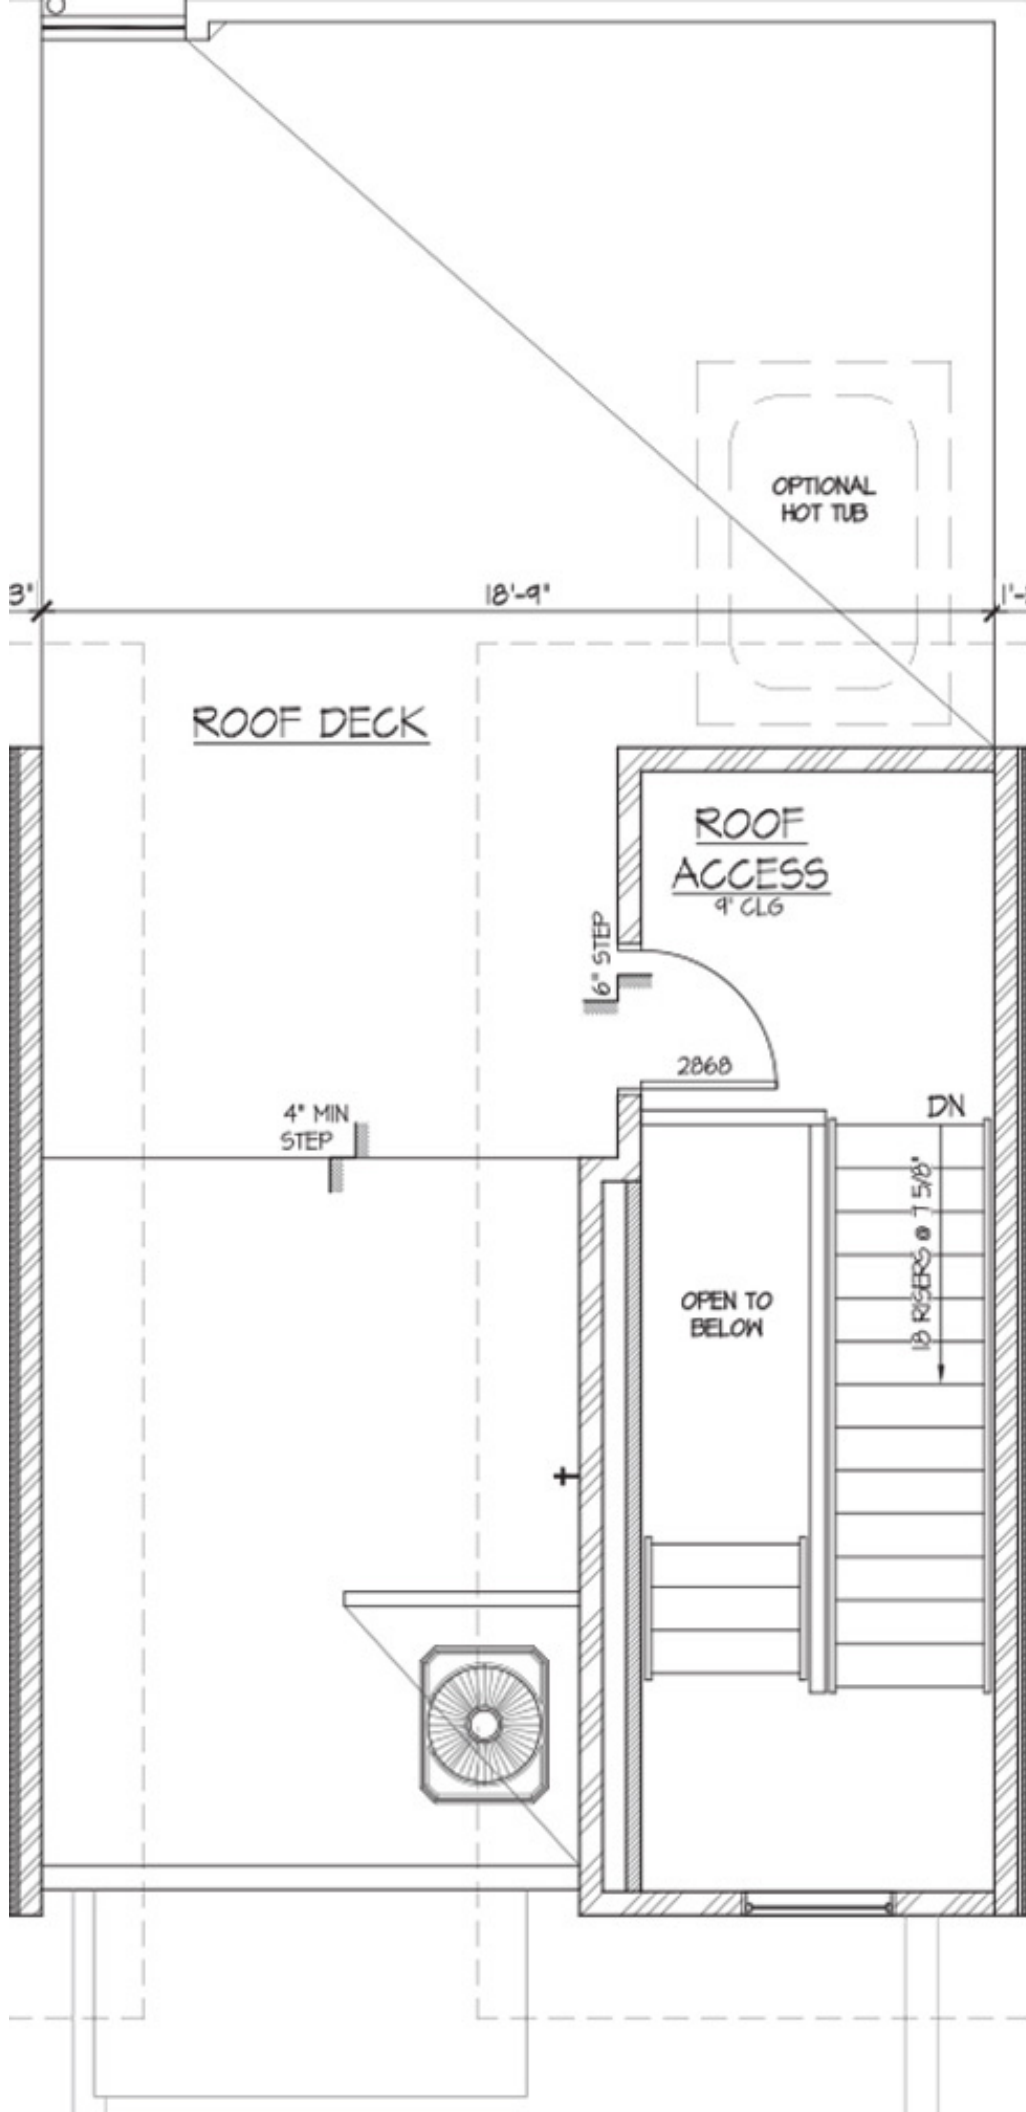 OPTIONAL
HOT TUB
3"
18'-9"
1'-
ROOF DECK
ROOF
ACCESS
9' CLG
6" STEP
2868
4" MIN
STEP
DN
18 RISERS @ 7 5/8"
OPEN TO
BELOW